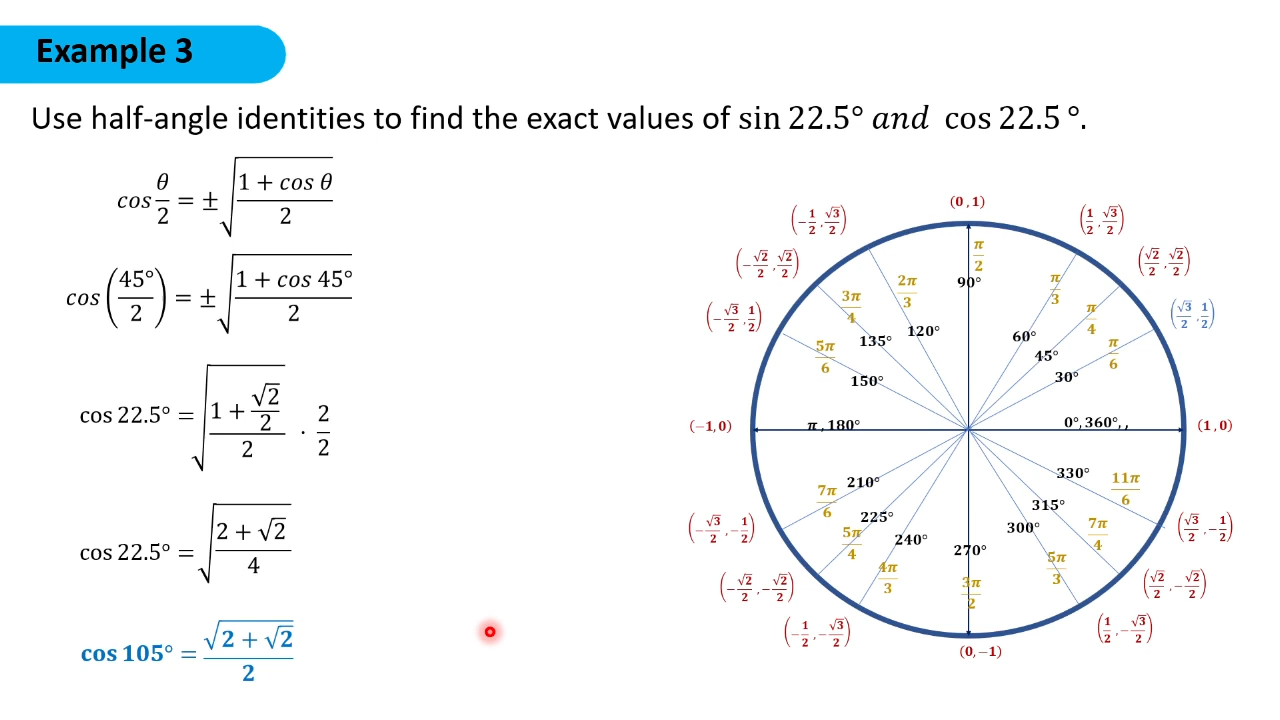 Example 3
Use half-angle identities to find the exact values of sin 22.5° and cos 22.5 °.
cos θ/2 = ± √((1 + cos θ)/2)
cos (45°/2) = ± √((1 + cos 45°)/2)
cos 22.5° = √((1 + √2/2)/2) · 2/2
cos 22.5° = √((2 + √2)/4)
cos 105° = √(2 + √2)/2
(0 , 1)
(−1/2 , √3/2)
(1/2 , √3/2)
(−√2/2 , √2/2)
(√2/2 , √2/2)
(−√3/2 , 1/2)
(√3/2 , 1/2)
π/2
90°
2π/3
120°
π/3
60°
3π/4
135°
π/4
45°
5π/6
150°
π/6
30°
(−1, 0)
π , 180°
0°, 360°, ,
(1 , 0)
7π/6
210°
330°
11π/6
5π/4
225°
315°
7π/4
4π/3
240°
300°
5π/3
270°
3π/2
(−√3/2 , −1/2)
(√3/2 , −1/2)
(−√2/2 , −√2/2)
(√2/2 , −√2/2)
(−1/2 , −√3/2)
(1/2 , −√3/2)
(0, −1)